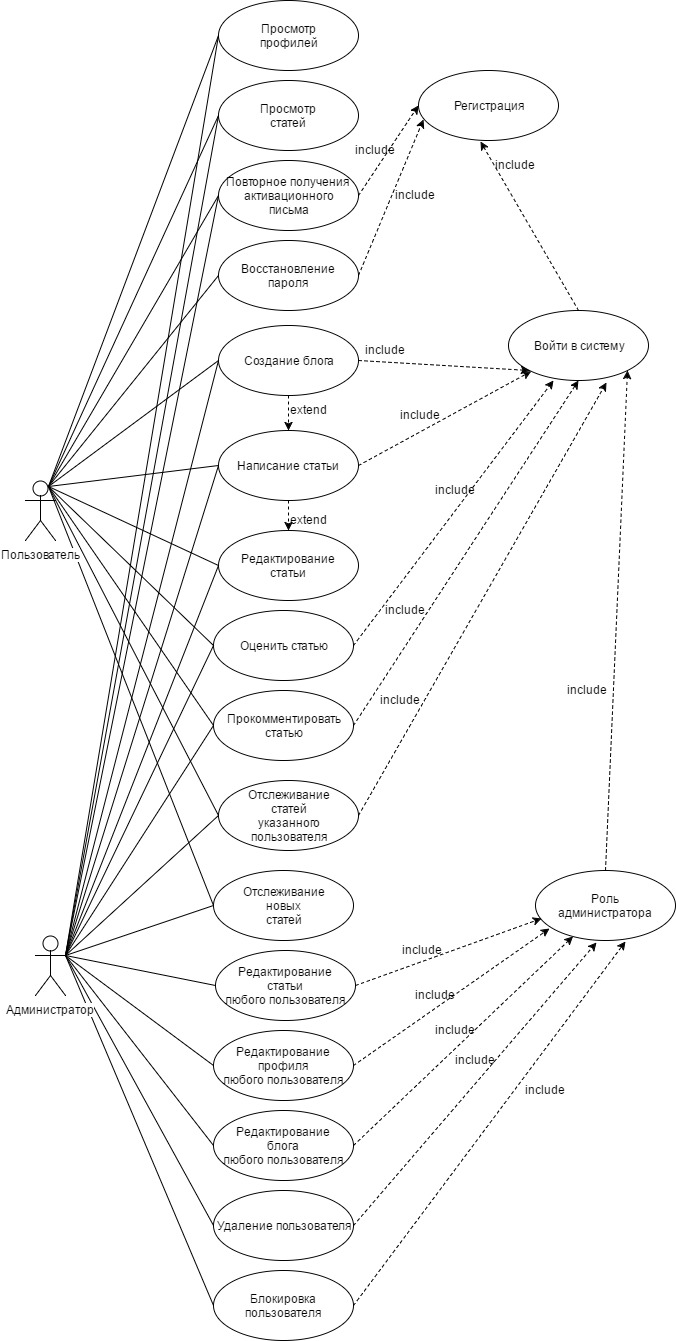 Просмотр
профилей
Просмотр
статей
Регистрация
include
include
include
Повторное получения
активационного
письма
Восстановление
пароля
Создание блога
include
Войти в систему
extend
include
Написание статьи
extend
include
Пользователь
Редактирование
статьи
include
Оценить статью
include
Прокомментировать
статью
include
Отслеживание
статей
указанного
пользователя
Отслеживание
новых
статей
Роль
администратора
include
Администратор
Редактирование
статьи
любого пользователя
include
Редактирование
профиля
любого пользователя
include
include
include
Редактирование
блога
любого пользователя
Удаление пользователя
Блокировка
пользователя